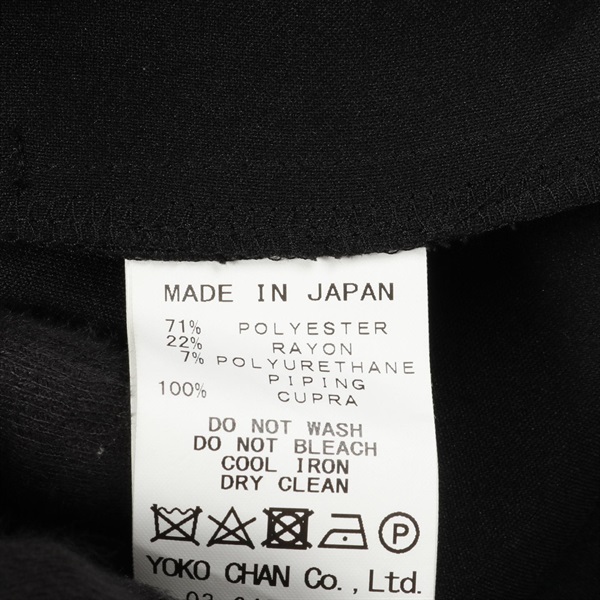 MADE IN JAPAN
71% POLYESTER
22% RAYON
7% POLYURETHANE
PIPING
100% CUPRA
DO NOT WASH
DO NOT BLEACH
COOL IRON
DRY CLEAN
P
YOKO CHAN Co., Ltd.